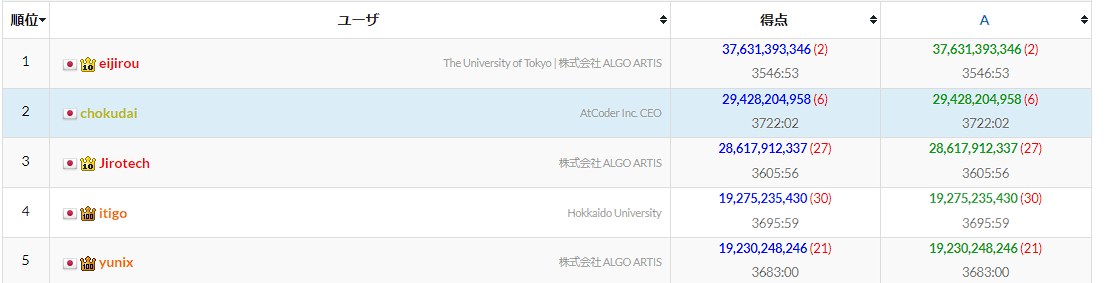 順位 ユーザ 得点 A
1 eijirou The University of Tokyo | 株式会社 ALGO ARTIS 37,631,393,346 (2) 37,631,393,346 (2)
3546:53 3546:53
2 chokudai AtCoder Inc. CEO 29,428,204,958 (6) 29,428,204,958 (6)
3722:02 3722:02
3 Jirotech 株式会社 ALGO ARTIS 28,617,912,337 (27) 28,617,912,337 (27)
3605:56 3605:56
4 itigo Hokkaido University 19,275,235,430 (30) 19,275,235,430 (30)
3695:59 3695:59
5 yunix 株式会社 ALGO ARTIS 19,230,248,246 (21) 19,230,248,246 (21)
3683:00 3683:00